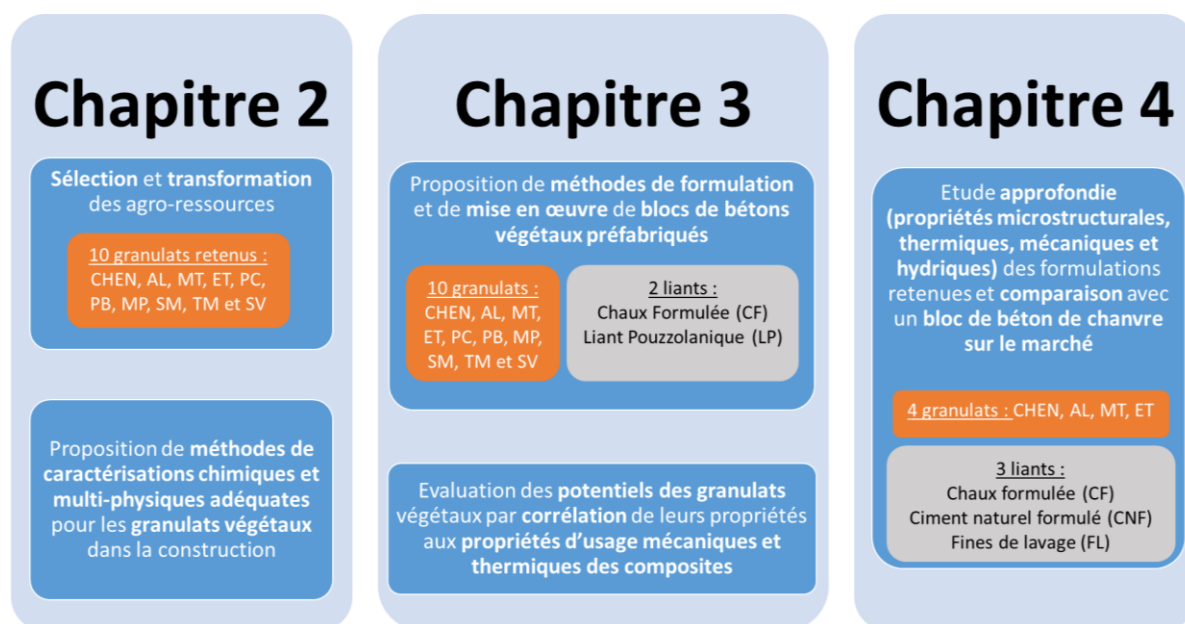 Chapitre 2
Sélection et transformation
des agro-ressources
10 granulats retenus :
CHEN, AL, MT, ET, PC,
PB, MP, SM, TM et SV
Proposition de méthodes de
caractérisations chimiques et
multi-physiques adéquates
pour les granulats végétaux
dans la construction
Chapitre 3
Proposition de méthodes de formulation
et de mise en œuvre de blocs de bétons
végétaux préfabriqués
10 granulats :
CHEN, AL, MT,
ET, PC, PB, MP,
SM, TM et SV
2 liants :
Chaux Formulée (CF)
Liant Pouzzolanique (LP)
Evaluation des potentiels des granulats
végétaux par corrélation de leurs propriétés
aux propriétés d'usage mécaniques et
thermiques des composites
Chapitre 4
Etude approfondie
(propriétés microstructurales,
thermiques, mécaniques et
hydriques) des formulations
retenues et comparaison avec
un bloc de béton de chanvre
sur le marché
4 granulats : CHEN, AL, MT, ET
3 liants :
Chaux formulée (CF)
Ciment naturel formulé (CNF)
Fines de lavage (FL)